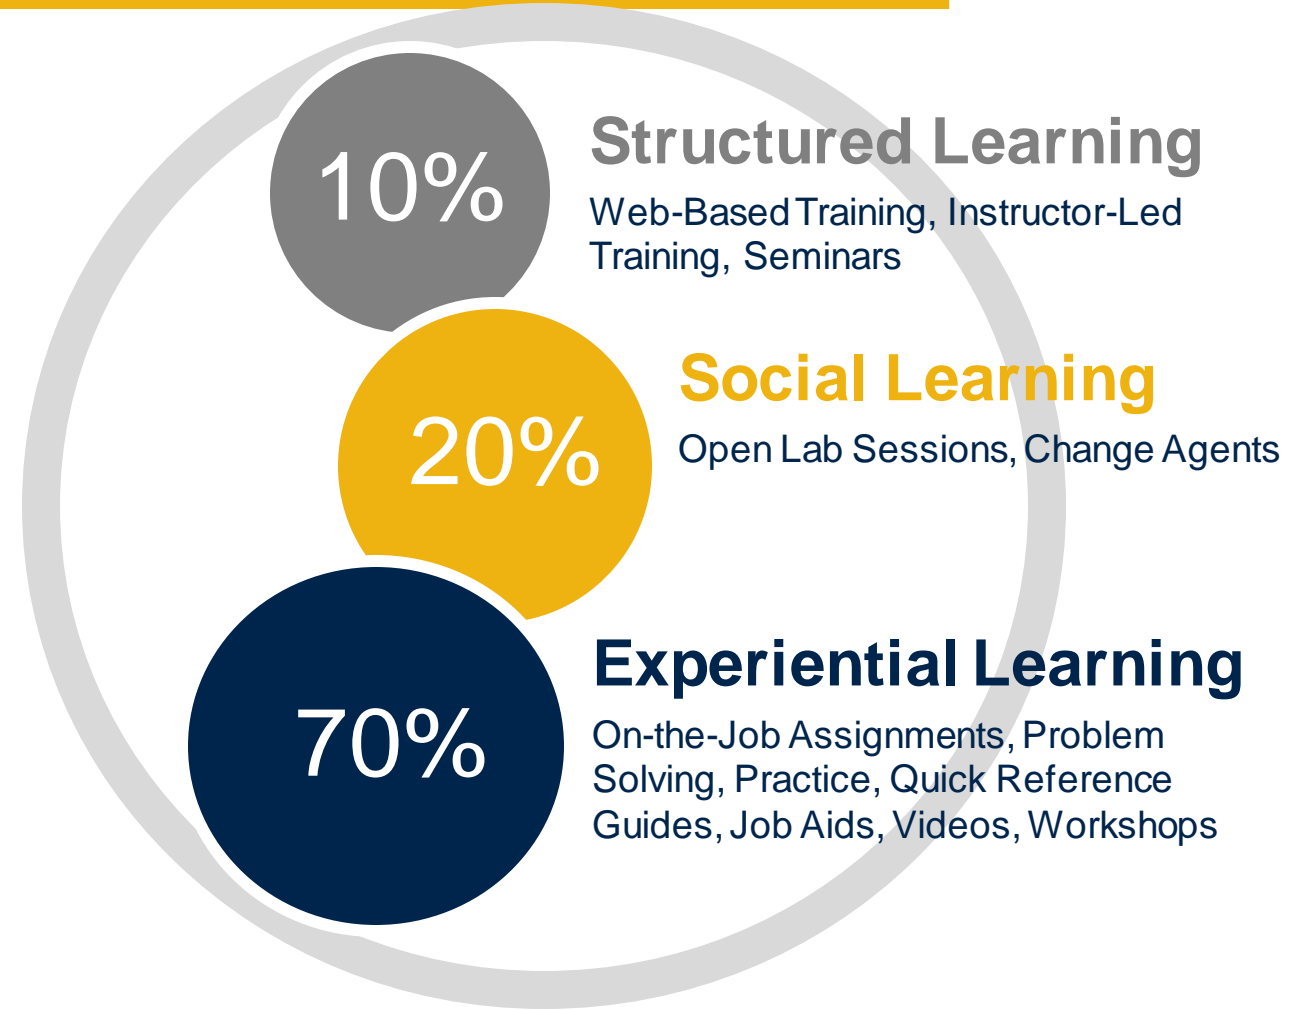 10%
Structured Learning
Web-Based Training, Instructor-Led
Training, Seminars
20%
Social Learning
Open Lab Sessions, Change Agents
70%
Experiential Learning
On-the-Job Assignments, Problem
Solving, Practice, Quick Reference
Guides, Job Aids, Videos, Workshops